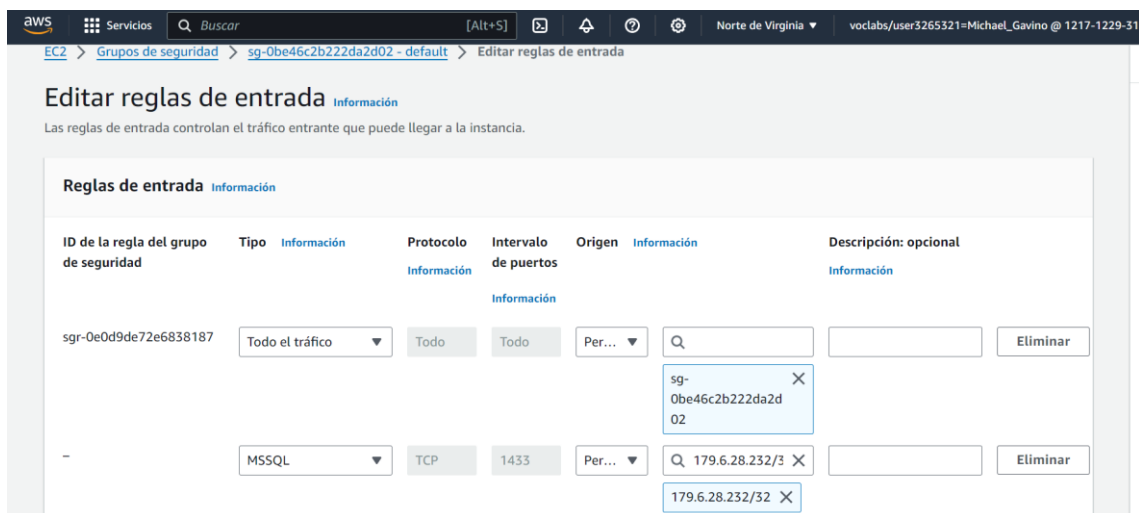 aws Servicios Buscar [Alt+S] Norte de Virginia voclabs/user3265321=Michael_Gavino @ 1217-1229-31
EC2 > Grupos de seguridad > sg-0be46c2b222da2d02 - default > Editar reglas de entrada
Editar reglas de entrada Información
Las reglas de entrada controlan el tráfico entrante que puede llegar a la instancia.
Reglas de entrada Información
ID de la regla del grupo de seguridad
Tipo Información
Protocolo
Información
Intervalo de puertos
Información
Origen Información
Descripción: opcional
Información
sgr-0e0d9de72e6838187 Todo el tráfico Todo Todo Per... Eliminar
sg-
0be46c2b222da2d
02
– MSSQL TCP 1433 Per... 179.6.28.232/3 Eliminar
179.6.28.232/32